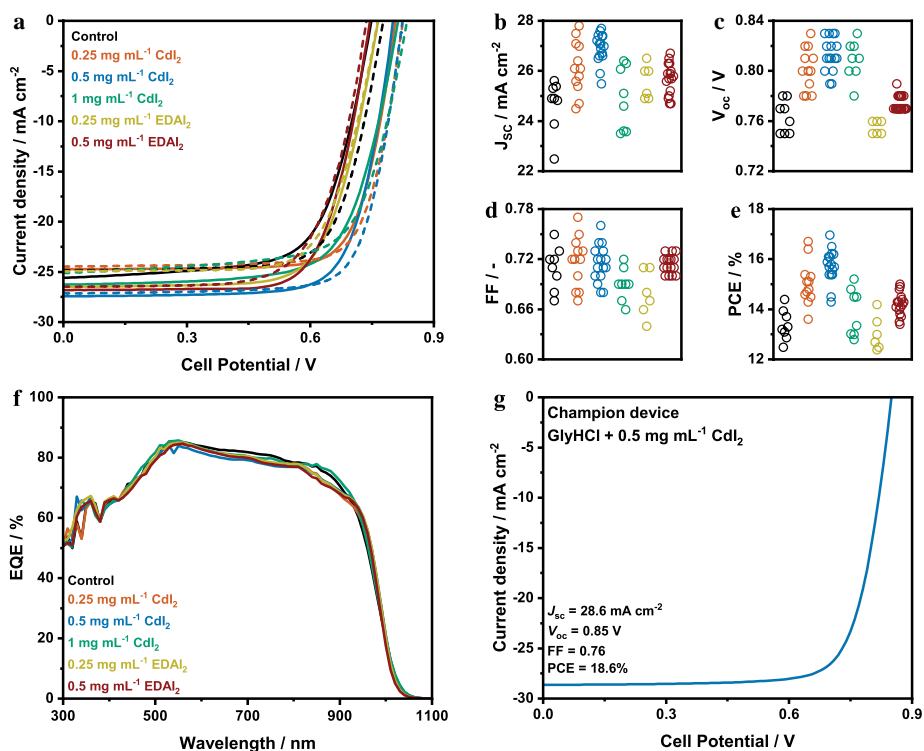 a
Control
0.25 mg mL⁻¹ CdI₂
0.5 mg mL⁻¹ CdI₂
1 mg mL⁻¹ CdI₂
0.25 mg mL⁻¹ EDAI₂
0.5 mg mL⁻¹ EDAI₂
Current density / mA cm⁻²
0
-5
-10
-15
-20
-25
-30
0.0
0.3
0.6
0.9
Cell Potential / V
b
J_SC / mA cm⁻²
28
26
24
22
c
V_oc / V
0.84
0.80
0.76
0.72
d
FF / -
0.78
0.72
0.66
0.60
e
PCE / %
18
16
14
12
f
EQE / %
100
80
60
40
20
0
Control
0.25 mg mL⁻¹ CdI₂
0.5 mg mL⁻¹ CdI₂
1 mg mL⁻¹ CdI₂
0.25 mg mL⁻¹ EDAI₂
0.5 mg mL⁻¹ EDAI₂
300
500
700
900
1100
Wavelength / nm
g
Champion device
GlyHCl + 0.5 mg mL⁻¹ CdI₂
Current density / mA cm⁻²
0
-5
-10
-15
-20
-25
-30
J_sc = 28.6 mA cm⁻²
V_oc = 0.85 V
FF = 0.76
PCE = 18.6%
0.0
0.3
0.6
0.9
Cell Potential / V